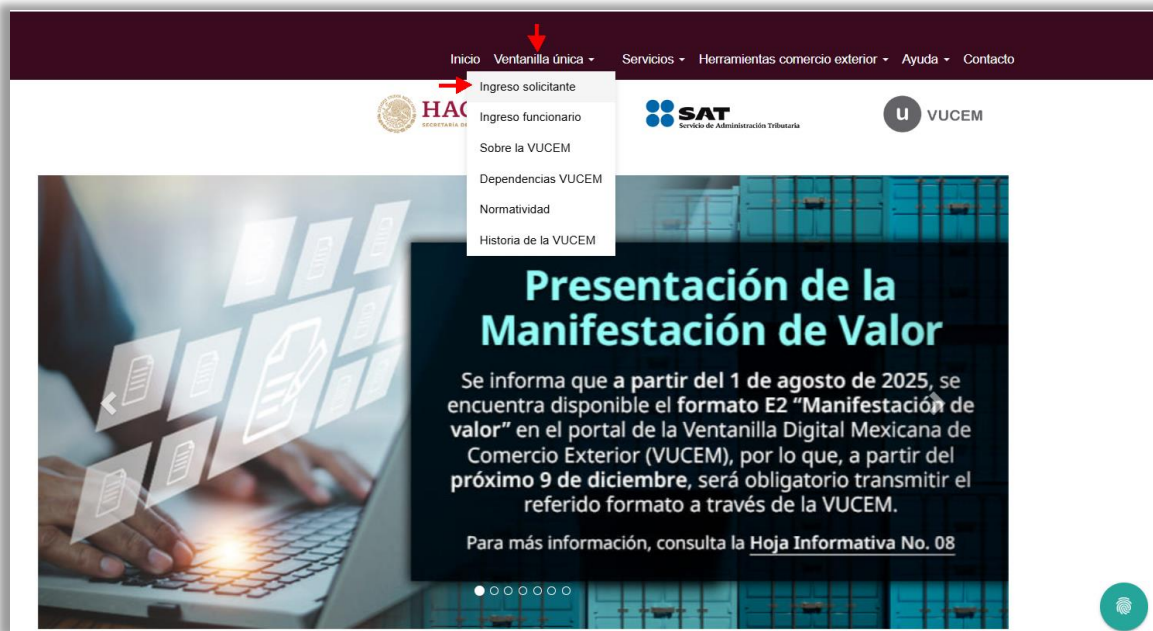 Inicio Ventanilla única Servicios Herramientas comercio exterior Ayuda Contacto
Ingreso solicitante
Ingreso funcionario
Sobre la VUCEM
Dependencias VUCEM
Normatividad
Historia de la VUCEM
SAT
Servicio de Administración Tributaria
U VUCEM
Presentación de la
Manifestación de Valor
Se informa que a partir del 1 de agosto de 2025, se
encuentra disponible el formato E2 “Manifestación de
valor” en el portal de la Ventanilla Digital Mexicana de
Comercio Exterior (VUCEM), por lo que, a partir del
próximo 9 de diciembre, será obligatorio transmitir el
referido formato a través de la VUCEM.
Para más información, consulta la Hoja Informativa No. 08